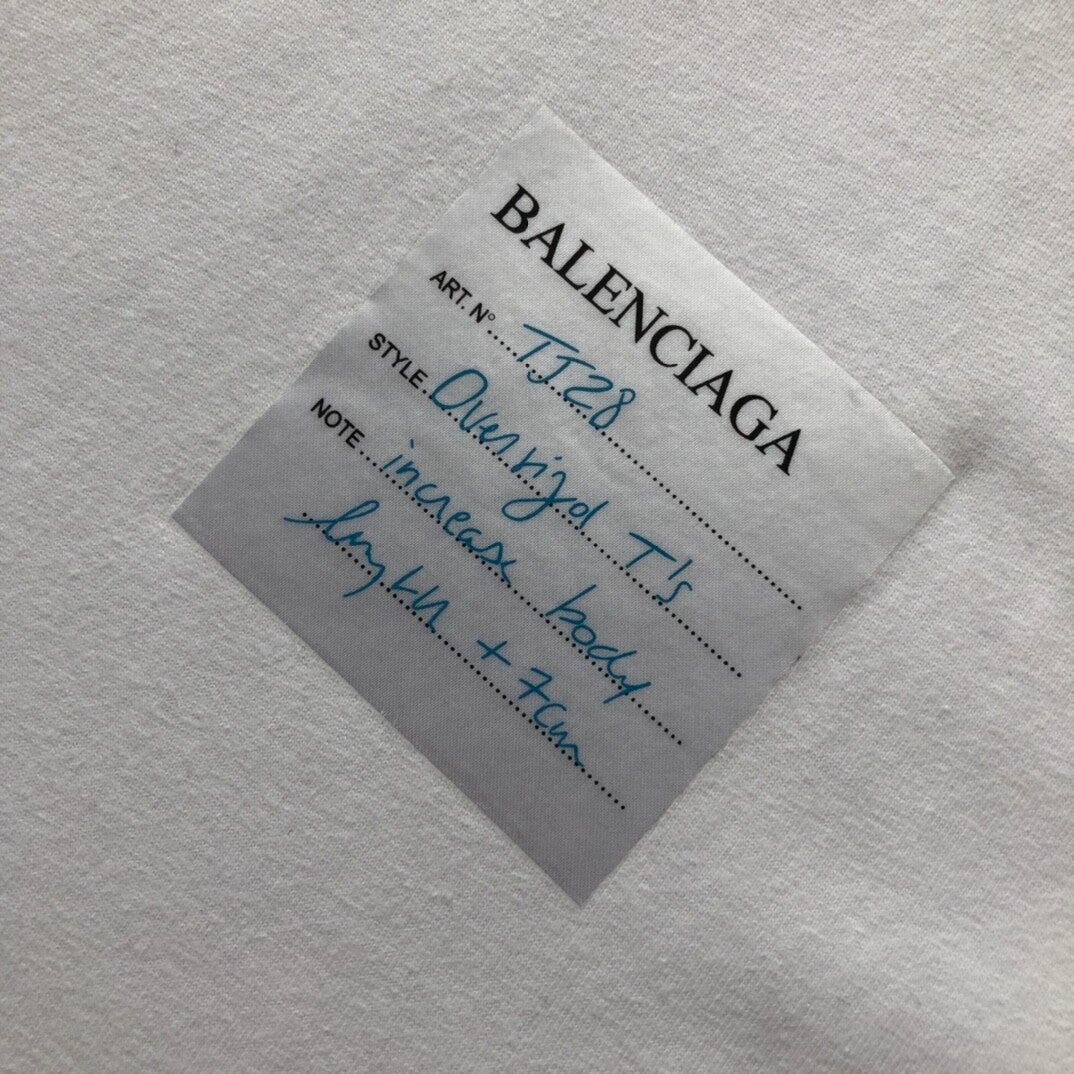 BALENCIAGA
ART. N° TJ28
STYLE Oversized T's
NOTE increase body
length + 7cm